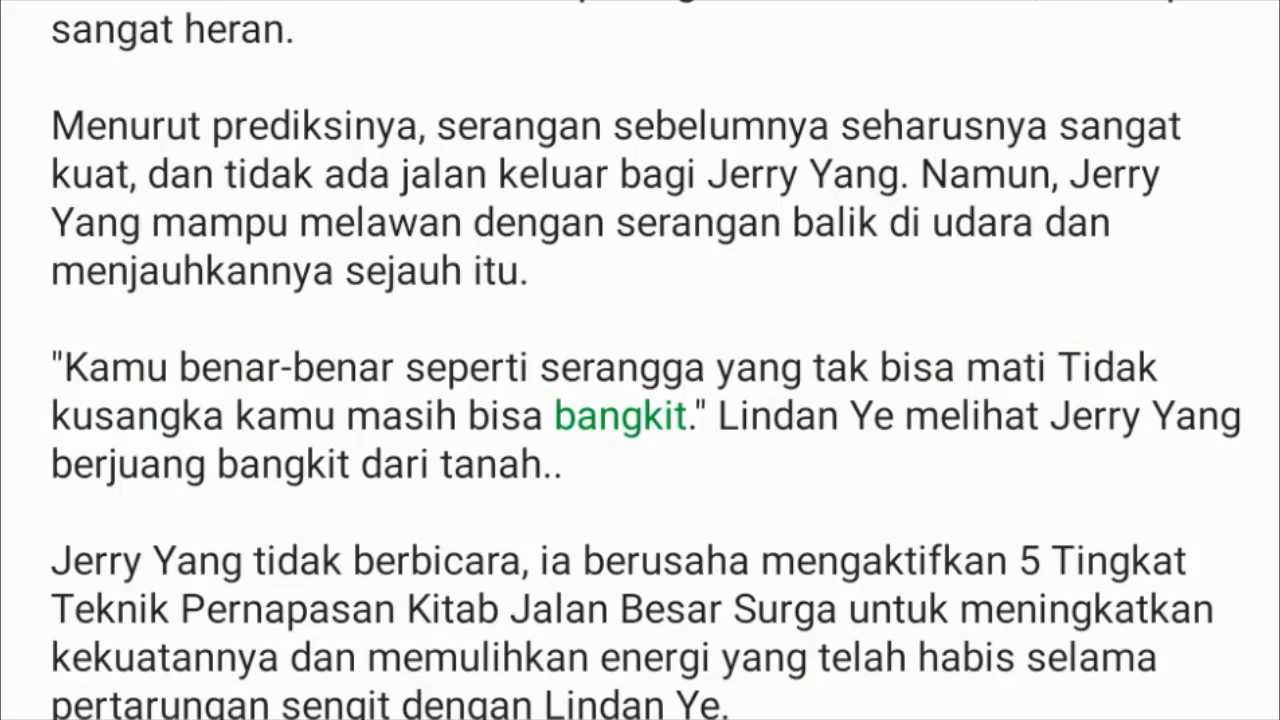 sangat heran.
Menurut prediksinya, serangan sebelumnya seharusnya sangat
kuat, dan tidak ada jalan keluar bagi Jerry Yang. Namun, Jerry
Yang mampu melawan dengan serangan balik di udara dan
menjauhkannya sejauh itu.
"Kamu benar-benar seperti serangga yang tak bisa mati Tidak
kusangka kamu masih bisa bangkit." Lindan Ye melihat Jerry Yang
berjuang bangkit dari tanah..
Jerry Yang tidak berbicara, ia berusaha mengaktifkan 5 Tingkat
Teknik Pernapasan Kitab Jalan Besar Surga untuk meningkatkan
kekuatannya dan memulihkan energi yang telah habis selama
pertarungan sengit dengan Lindan Ye.